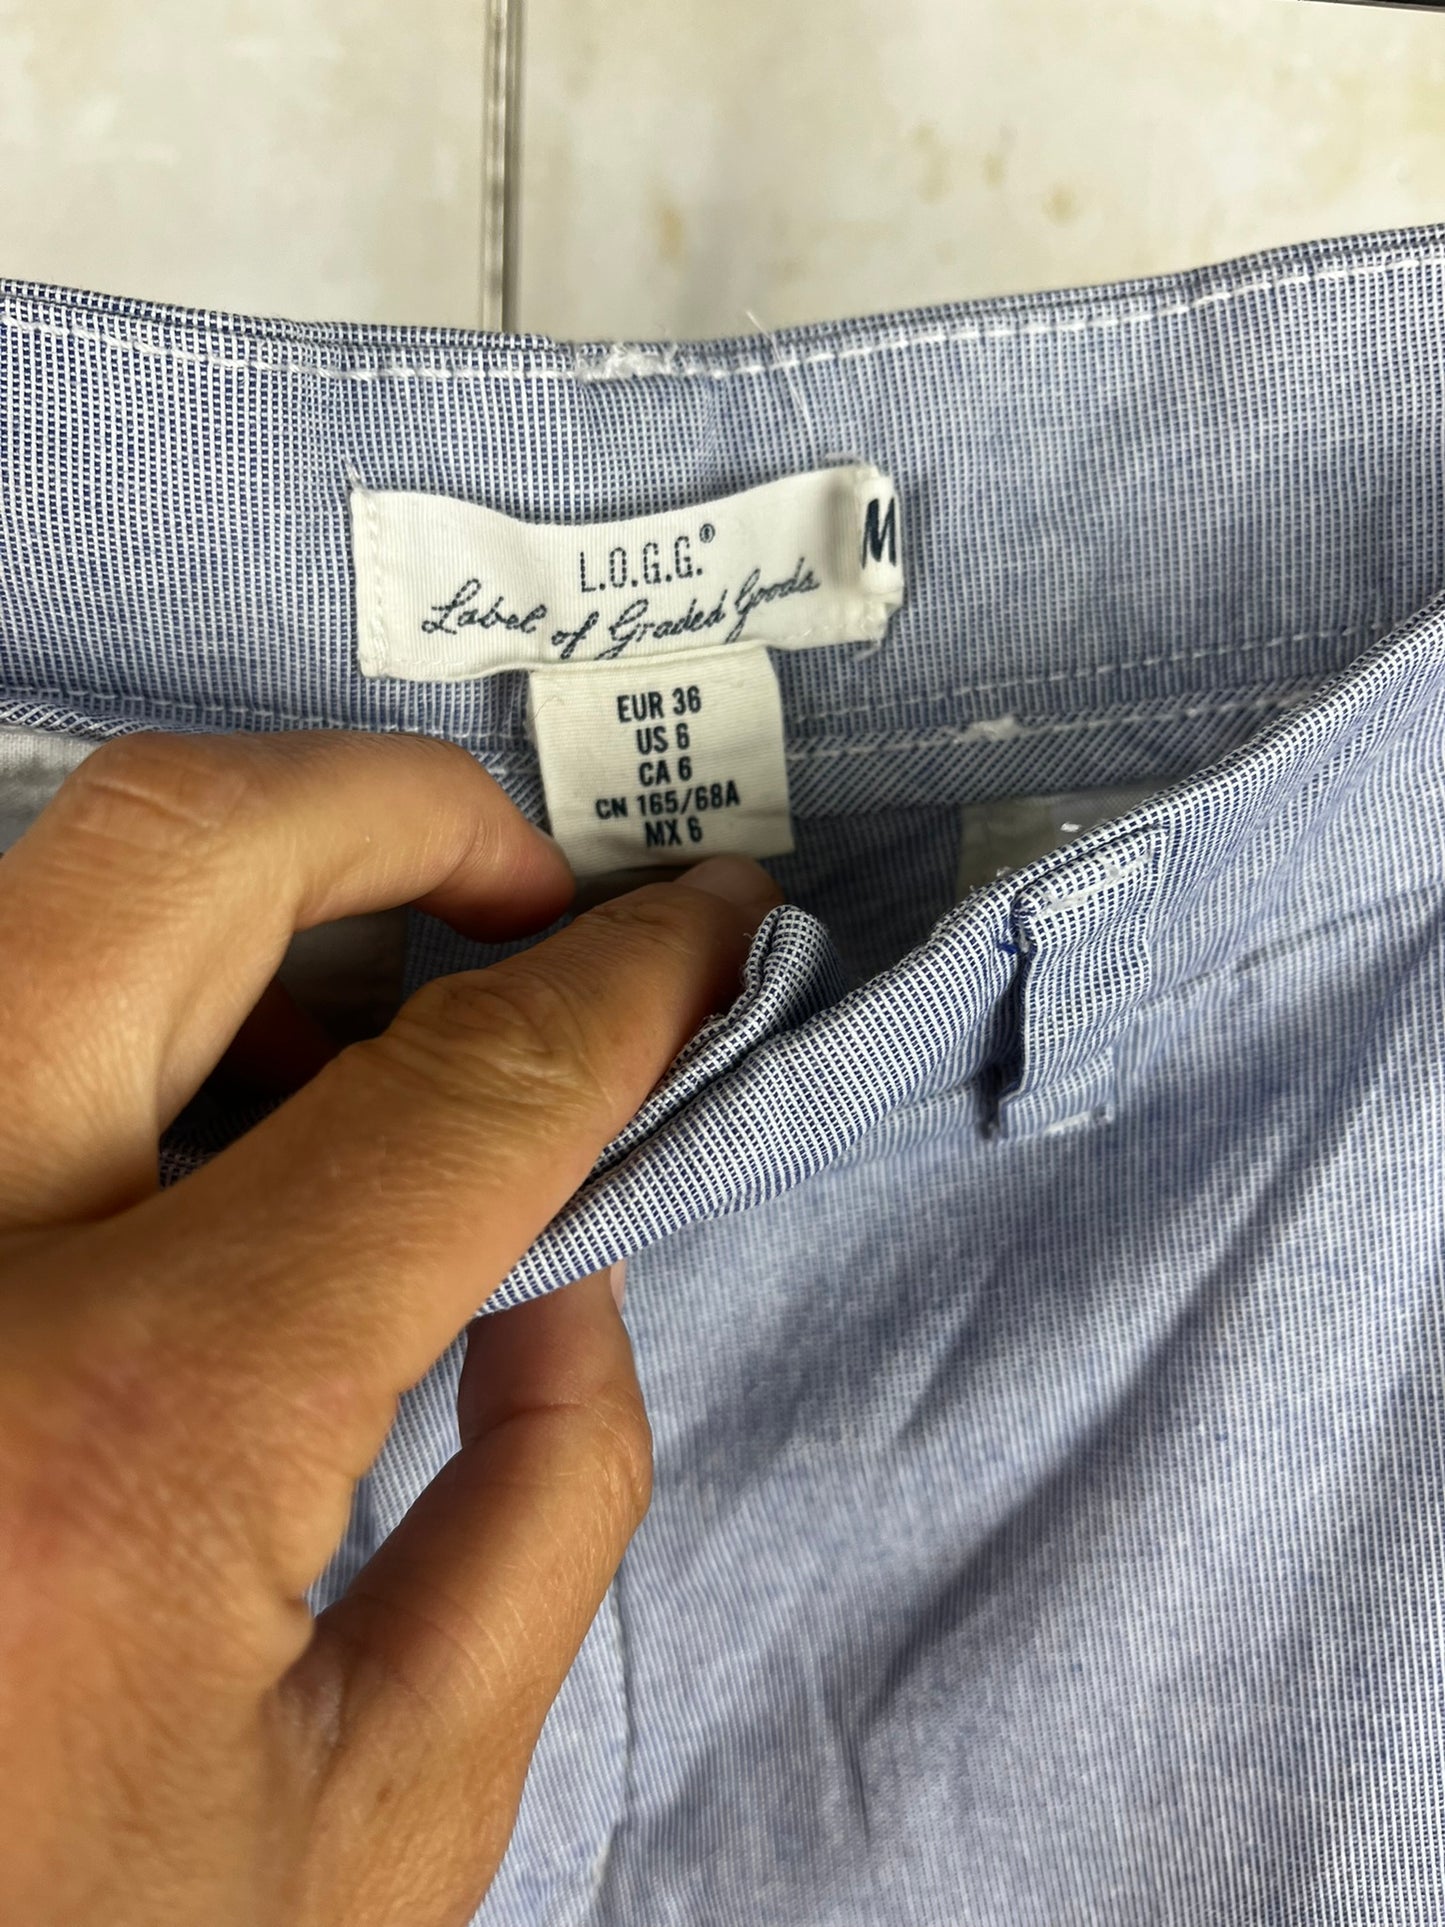 L.O.G.G.®
Label of Graded Goods
M
EUR 36
US 6
CA 6
CN 165/68A
MX 6